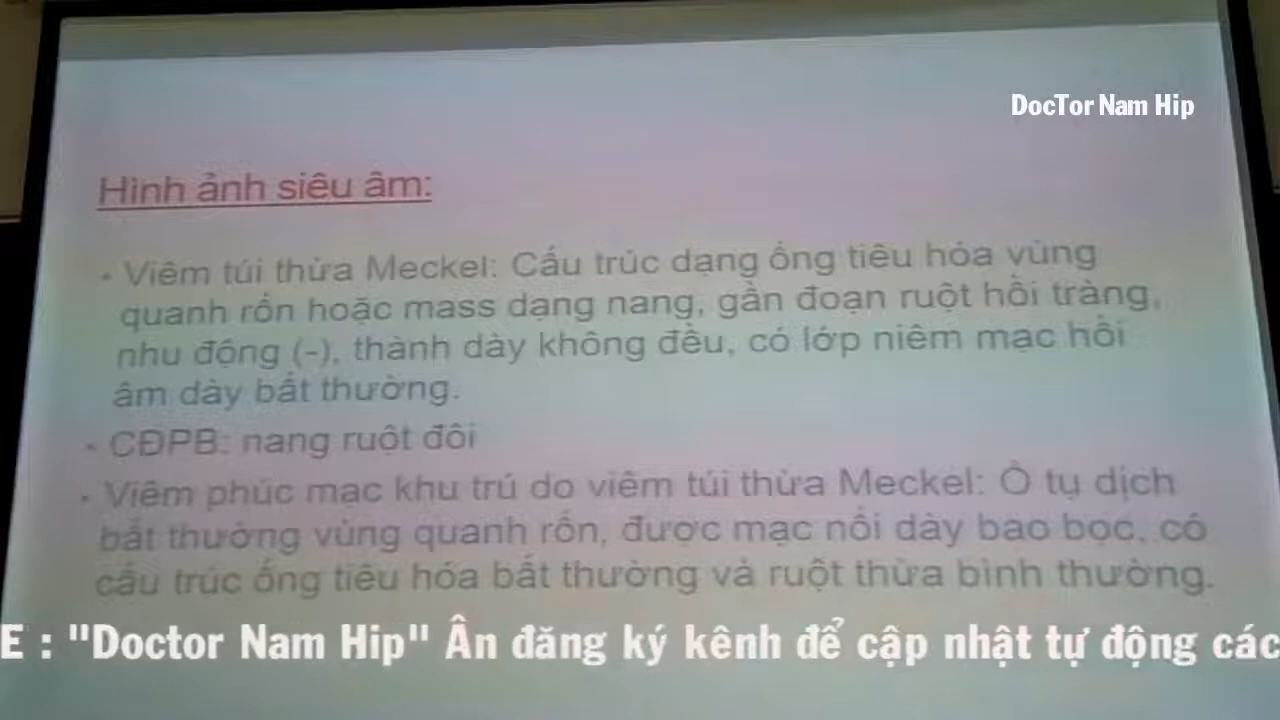 DocTor Nam Hip
Hình ảnh siêu âm:
- Viêm túi thừa Meckel: Cấu trúc dạng ống tiêu hóa vùng
quanh rốn hoặc mass dạng nang, gần đoạn ruột hồi tràng,
nhu động (-), thành dày không đều, có lớp niêm mạc hồi
âm dày bất thường.
- CĐPB: nang ruột đôi
- Viêm phúc mạc khu trú do viêm túi thừa Meckel: Ổ tụ dịch
bất thường vùng quanh rốn, được mạc nối dày bao bọc, có
cấu trúc ống tiêu hóa bất thường và ruột thừa bình thường.
E : "Doctor Nam Hip" Ân đăng ký kênh để cập nhật tự động các